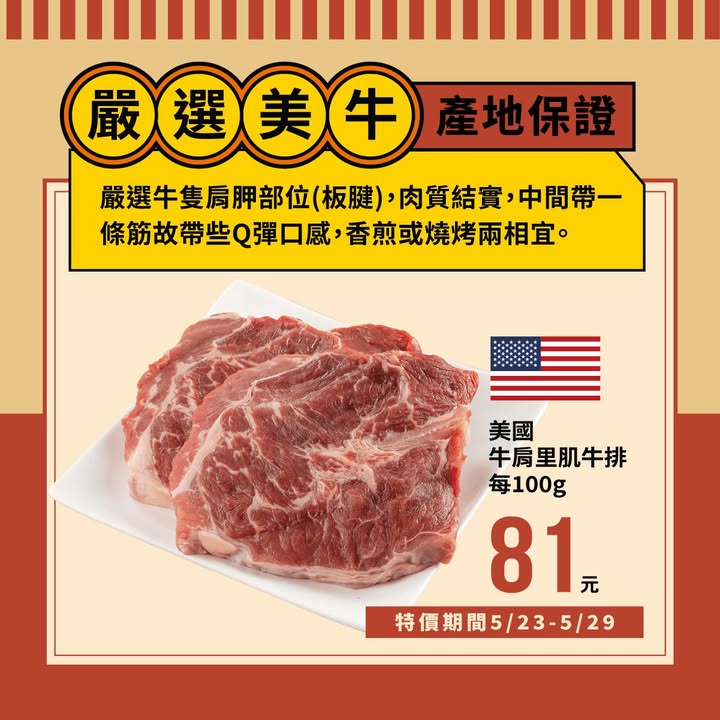 嚴選美牛 產地保證
嚴選牛隻肩胛部位(板腱),肉質結實,中間帶一
條筋故帶些Q彈口感,香煎或燒烤兩相宜。
美國
牛肩里肌牛排
每100g
81元
特價期間5/23-5/29